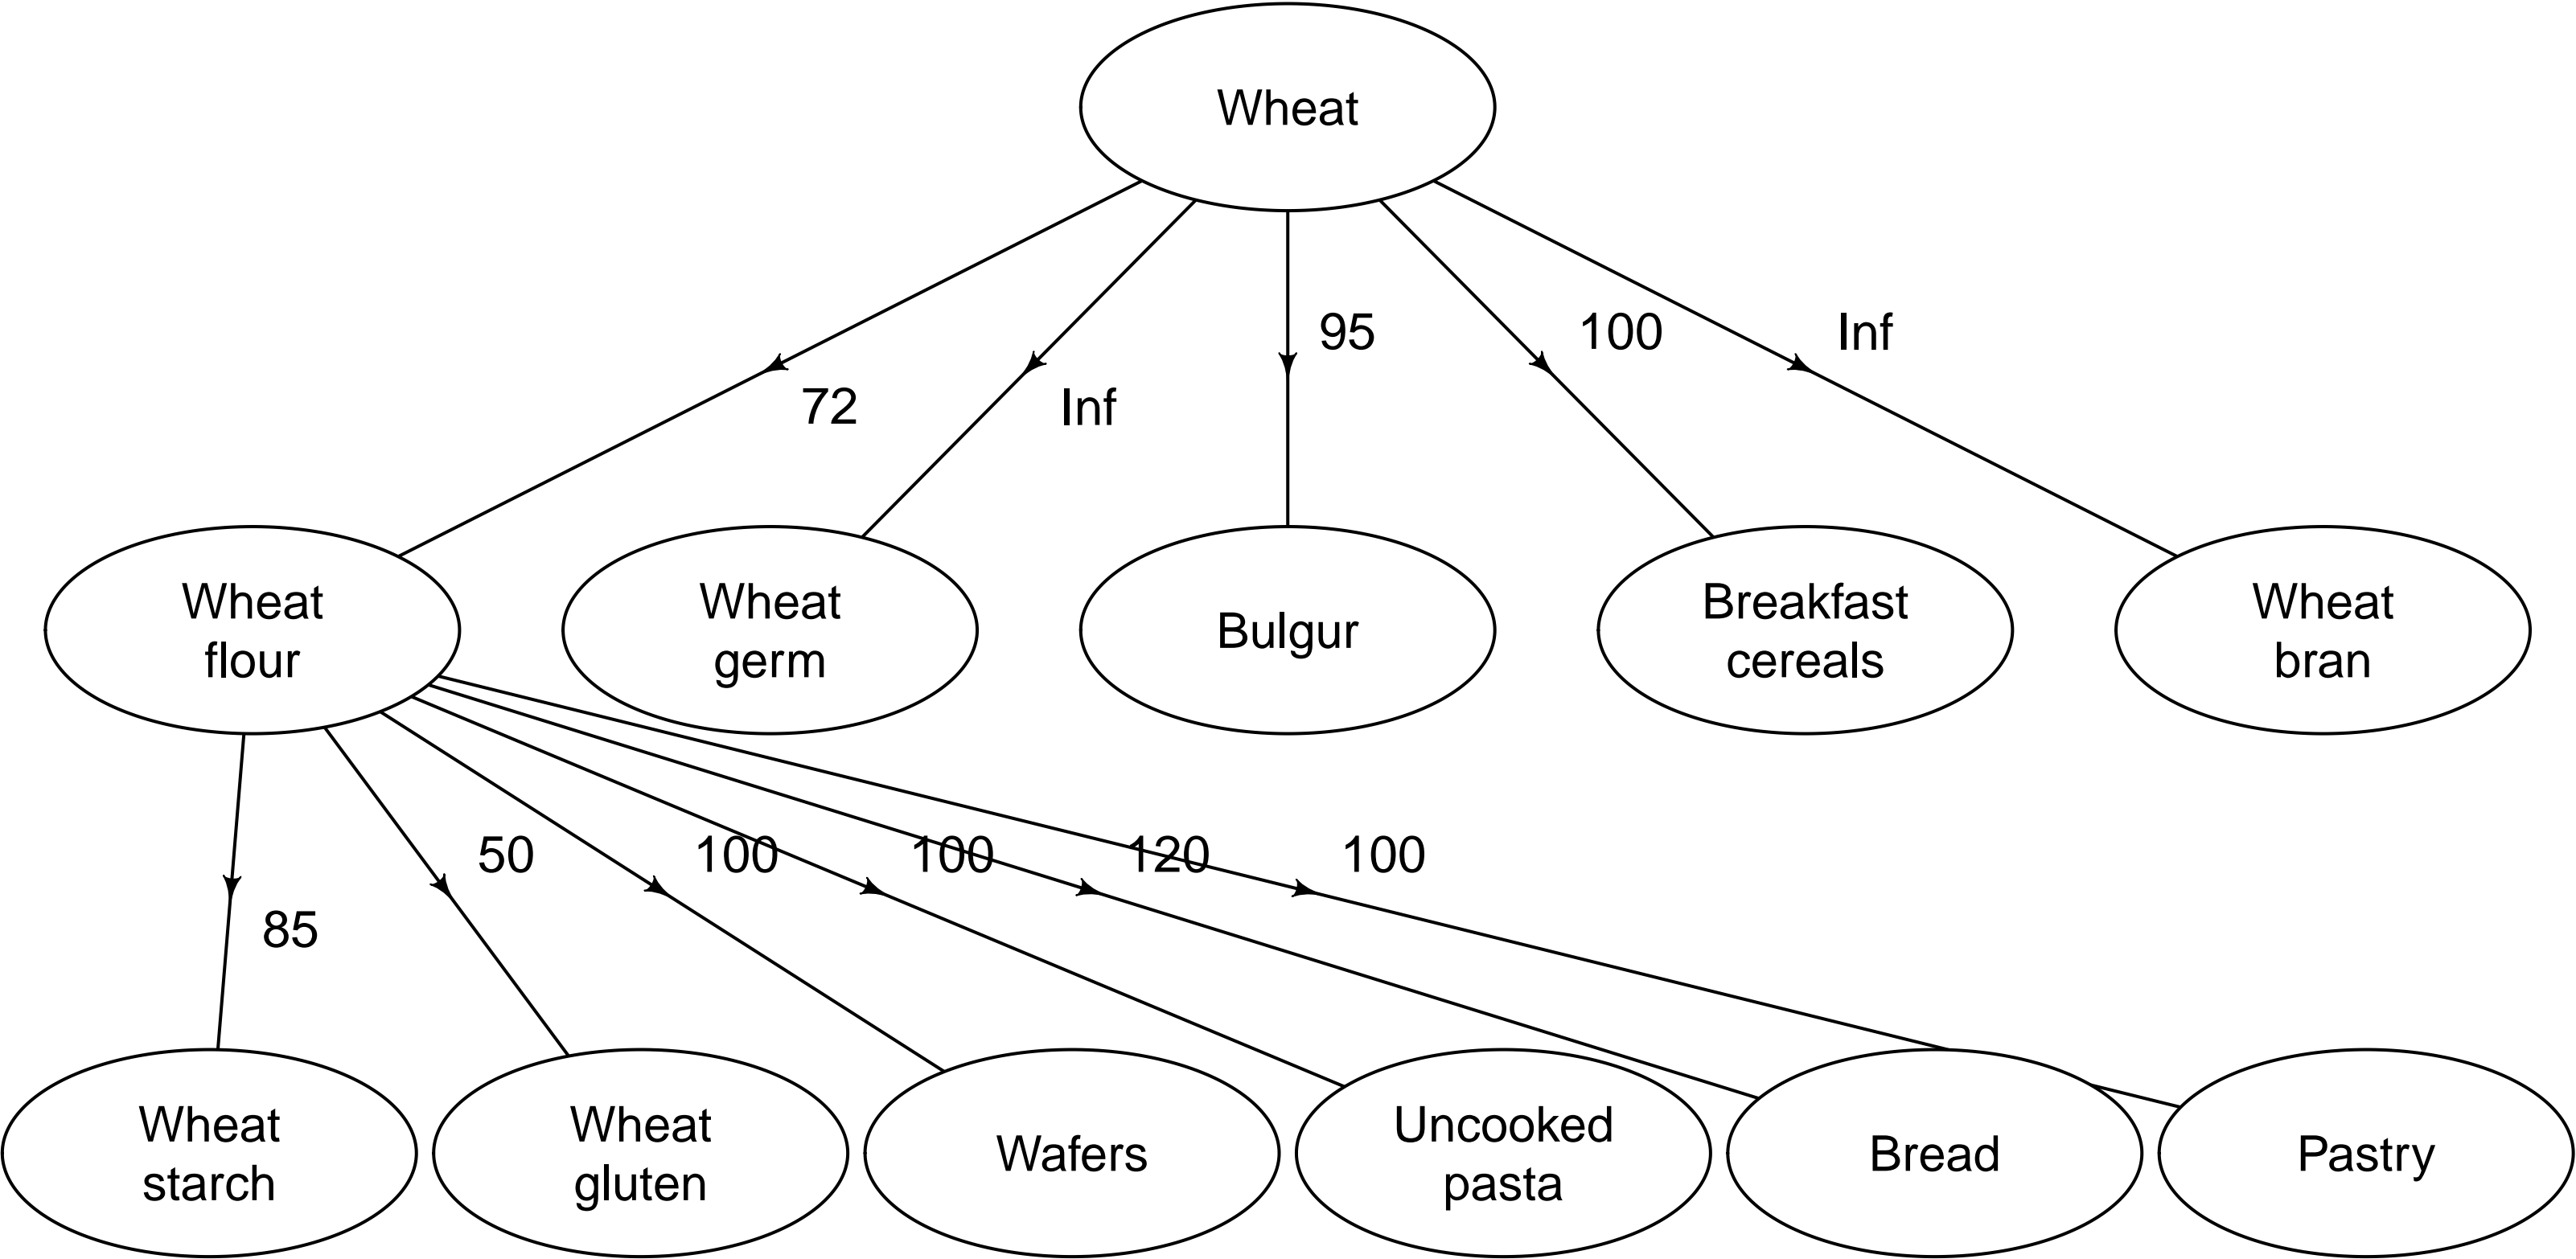 Wheat
95
100
Inf
72
Inf
Wheat
flour
Wheat
germ
Bulgur
Breakfast
cereals
Wheat
bran
50
100
100
120
100
85
Wheat
starch
Wheat
gluten
Wafers
Uncooked
pasta
Bread
Pastry